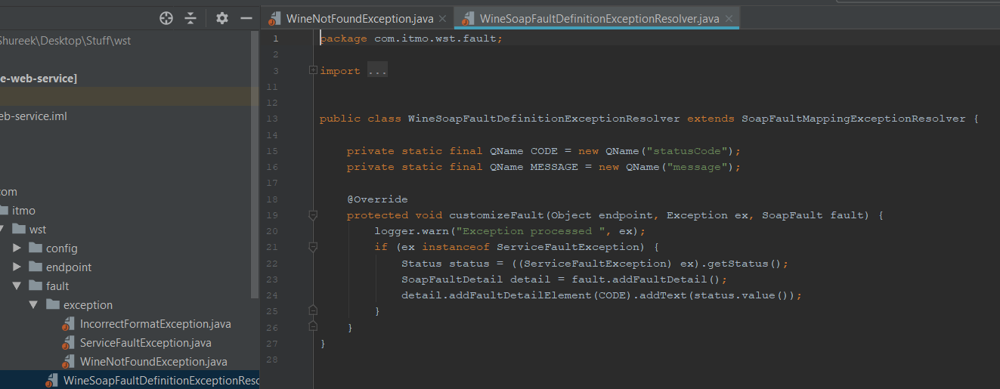 WineNotFoundException.java
WineSoapFaultDefinitionExceptionResolver.java
Shureek\Desktop\Stuff\wst
e-web-service]
eb-service.iml
com
itmo
wst
config
endpoint
fault
exception
IncorrectFormatException.java
ServiceFaultException.java
WineNotFoundException.java
WineSoapFaultDefinitionExceptionReso
1 package com.itmo.wst.fault;
2
3 import ...
11
12
13 public class WineSoapFaultDefinitionExceptionResolver extends SoapFaultMappingExceptionResolver {
14
15 private static final QName CODE = new QName("statusCode");
16 private static final QName MESSAGE = new QName("message");
17
18 @Override
19 protected void customizeFault(Object endpoint, Exception ex, SoapFault fault) {
20 logger.warn("Exception processed ", ex);
21 if (ex instanceof ServiceFaultException) {
22 Status status = ((ServiceFaultException) ex).getStatus();
23 SoapFaultDetail detail = fault.addFaultDetail();
24 detail.addFaultDetailElement(CODE).addText(status.value());
25 }
26 }
27 }
28